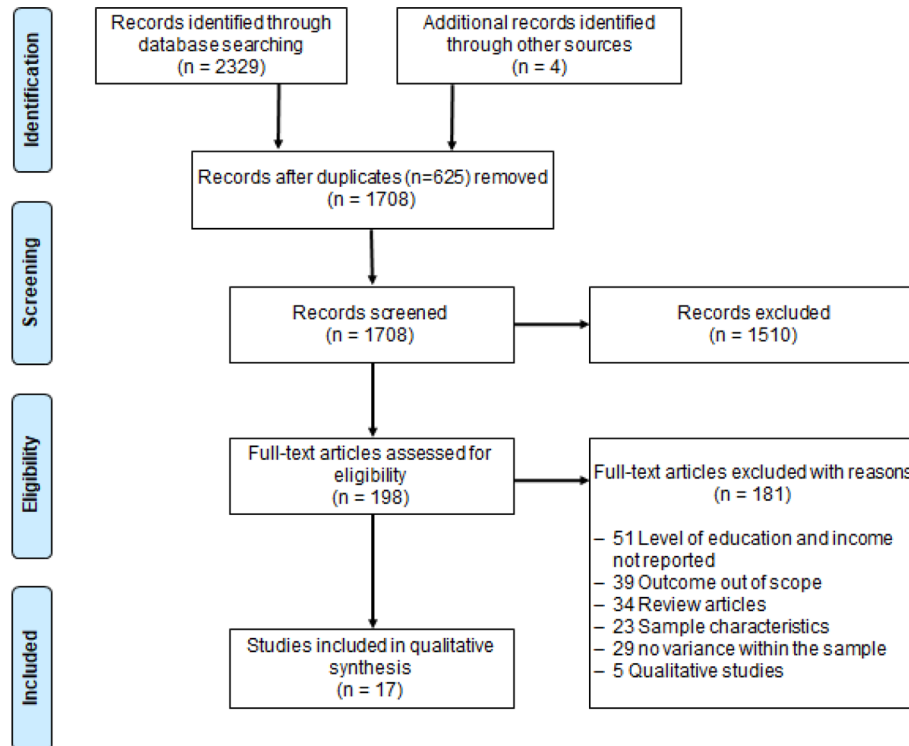 Identification
Records identified through
database searching
(n = 2329)
Additional records identified
through other sources
(n = 4)
Records after duplicates (n=625) removed
(n = 1708)
Screening
Records screened
(n = 1708)
Records excluded
(n = 1510)
Eligibility
Full-text articles assessed for
eligibility
(n = 198)
Full-text articles excluded with reasons
(n = 181)
– 51 Level of education and income
not reported
– 39 Outcome out of scope
– 34 Review articles
– 23 Sample characteristics
– 29 no variance within the sample
– 5 Qualitative studies
Included
Studies included in qualitative
synthesis
(n = 17)